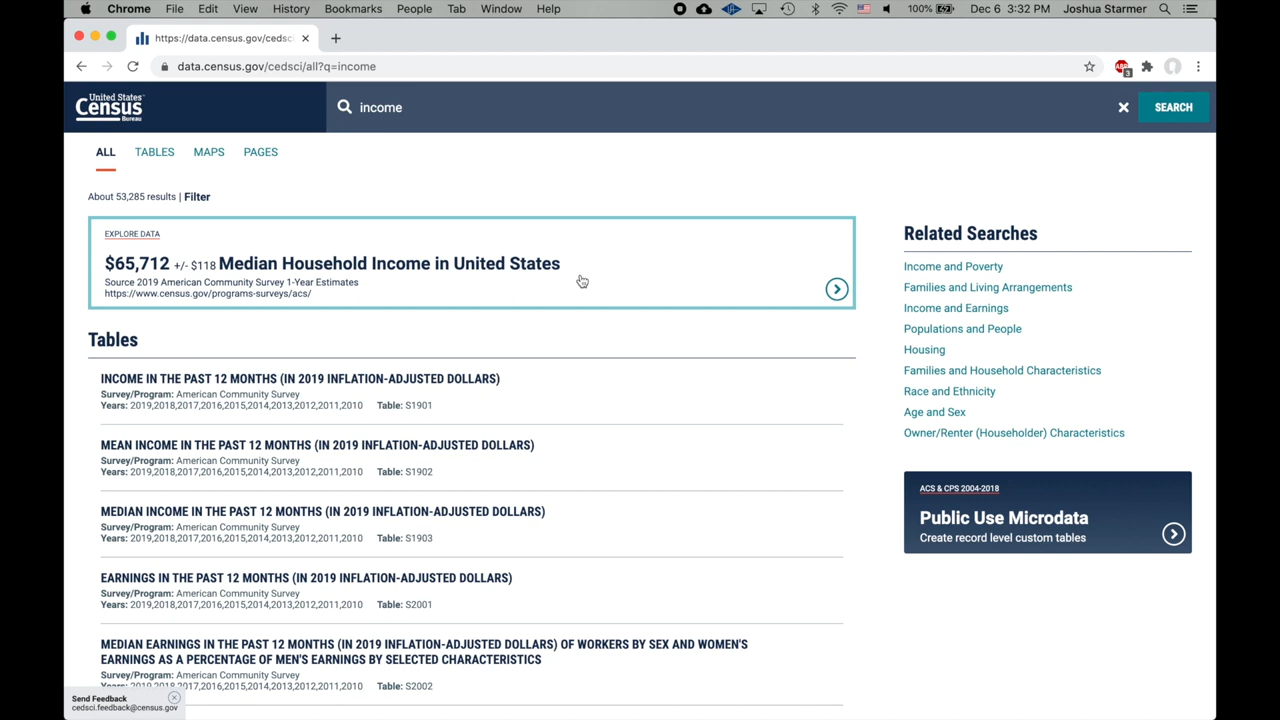 Chrome File Edit View History Bookmarks People Tab Window Help 100% Dec 6 3:32 PM Joshua Starmer
https://data.census.gov/cedsci
data.census.gov/cedsci/all?q=income
ABP
3
United States
Census
Bureau
income
SEARCH
ALL TABLES MAPS PAGES
About 53,285 results | Filter
EXPLORE DATA
$65,712 +/- $118 Median Household Income in United States
Source 2019 American Community Survey 1-Year Estimates
https://www.census.gov/programs-surveys/acs/
Tables
INCOME IN THE PAST 12 MONTHS (IN 2019 INFLATION-ADJUSTED DOLLARS)
Survey/Program: American Community Survey
Years: 2019,2018,2017,2016,2015,2014,2013,2012,2011,2010 Table: S1901
MEAN INCOME IN THE PAST 12 MONTHS (IN 2019 INFLATION-ADJUSTED DOLLARS)
Survey/Program: American Community Survey
Years: 2019,2018,2017,2016,2015,2014,2013,2012,2011,2010 Table: S1902
MEDIAN INCOME IN THE PAST 12 MONTHS (IN 2019 INFLATION-ADJUSTED DOLLARS)
Survey/Program: American Community Survey
Years: 2019,2018,2017,2016,2015,2014,2013,2012,2011,2010 Table: S1903
EARNINGS IN THE PAST 12 MONTHS (IN 2019 INFLATION-ADJUSTED DOLLARS)
Survey/Program: American Community Survey
Years: 2019,2018,2017,2016,2015,2014,2013,2012,2011,2010 Table: S2001
MEDIAN EARNINGS IN THE PAST 12 MONTHS (IN 2019 INFLATION-ADJUSTED DOLLARS) OF WORKERS BY SEX AND WOMEN'S
EARNINGS AS A PERCENTAGE OF MEN'S EARNINGS BY SELECTED CHARACTERISTICS
Survey/Program: American Community Survey
2019,2018,2017,2016,2015,2014,2013,2012,2011,2010 Table: S2002
Send Feedback
cedsci.feedback@census.gov
Related Searches
Income and Poverty
Families and Living Arrangements
Income and Earnings
Populations and People
Housing
Families and Household Characteristics
Race and Ethnicity
Age and Sex
Owner/Renter (Householder) Characteristics
ACS & CPS 2004-2018
Public Use Microdata
Create record level custom tables